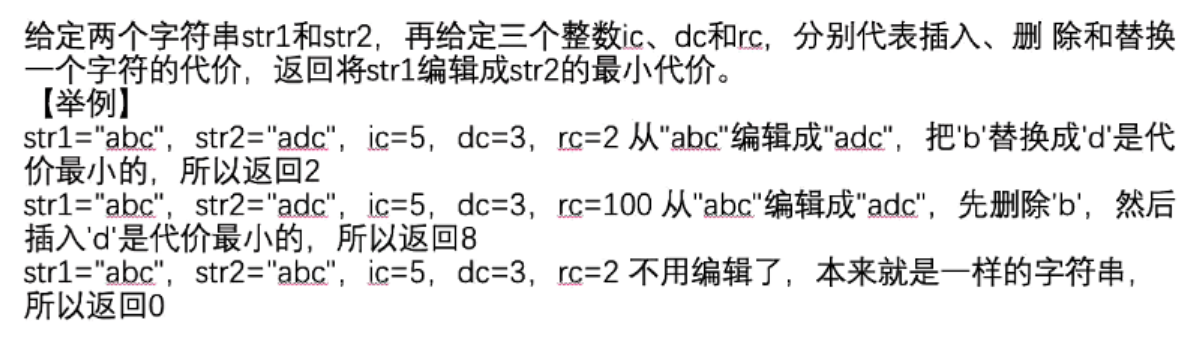 给定两个字符串str1和str2，再给定三个整数ic、dc和rc，分别代表插入、删 除和替换
一个字符的代价，返回将str1编辑成str2的最小代价。
【举例】
str1="abc"，str2="adc"，ic=5，dc=3，rc=2 从"abc"编辑成"adc"，把'b'替换成'd'是代
价最小的，所以返回2
str1="abc"，str2="adc"，ic=5，dc=3，rc=100 从"abc"编辑成"adc"，先删除'b'，然后
插入'd'是代价最小的，所以返回8
str1="abc"，str2="abc"，ic=5，dc=3，rc=2 不用编辑了，本来就是一样的字符串，
所以返回0